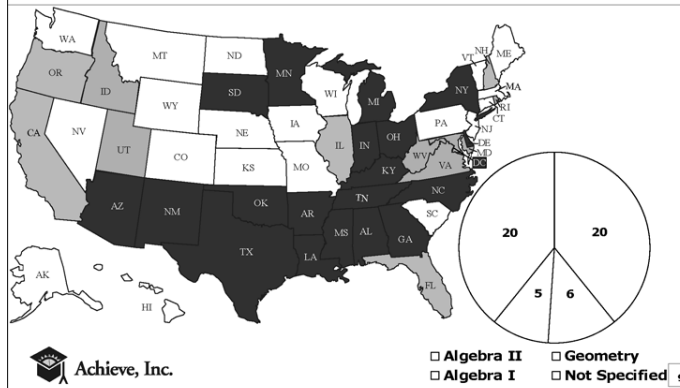 WA
MT
ND
MN
VT
NH
ME
OR
ID
SD
WI
MI
NY
MA
RI
CT
WY
NE
IA
PA
NJ
CA
NV
UT
CO
IL
IN
OH
DE
MD
DC
WV
VA
KS
MO
KY
NC
AZ
NM
OK
AR
TN
SC
TX
LA
MS
AL
GA
FL
AK
HI
20
20
5
6
Algebra II
Geometry
Algebra I
Not Specified
Achieve, Inc.